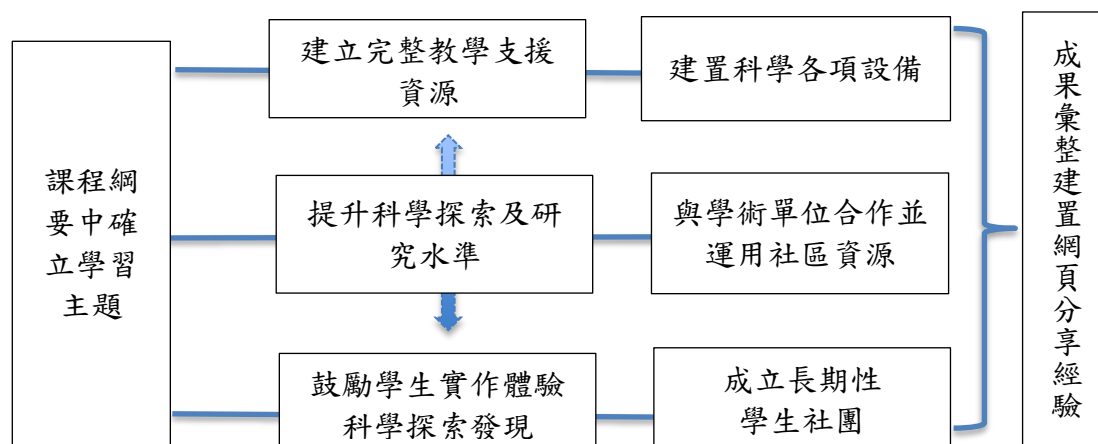 課程綱
要中確
立學習
主題
建立完整教學支援
資源
建置科學各項設備
提升科學探索及研
究水準
與學術單位合作並
運用社區資源
鼓勵學生實作體驗
科學探索發現
成立長期性
學生社團
成果彙整建置網頁分享經驗